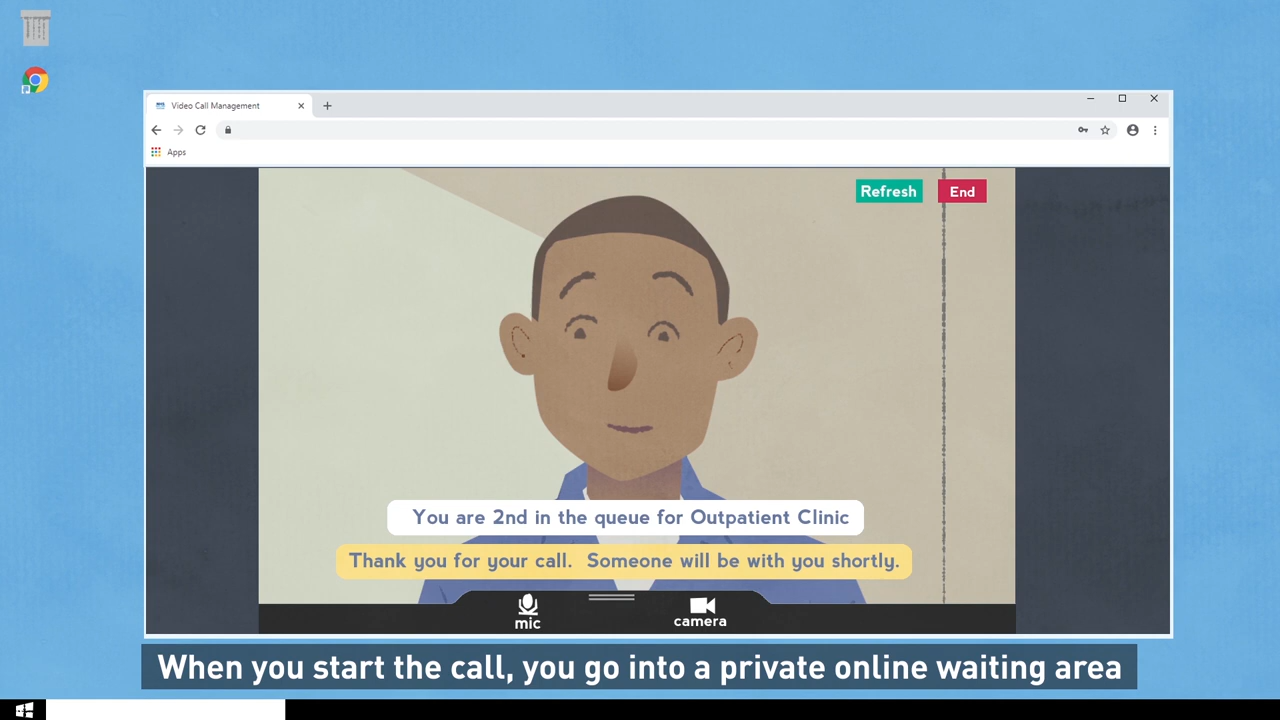 Video Call Management
Apps
Refresh
End
You are 2nd in the queue for Outpatient Clinic
Thank you for your call. Someone will be with you shortly.
mic
camera
When you start the call, you go into a private online waiting area